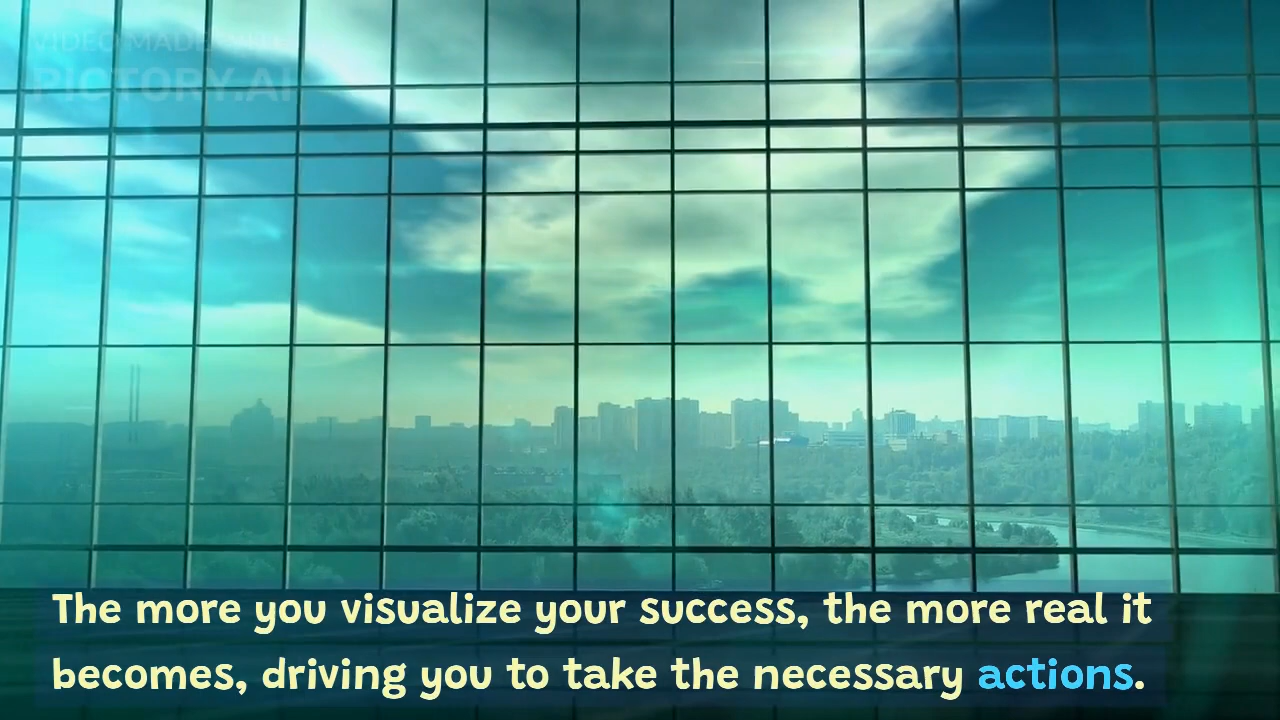 VIDEO MADE WITH
PICTORY.AI
The more you visualize your success, the more real it
becomes, driving you to take the necessary actions.